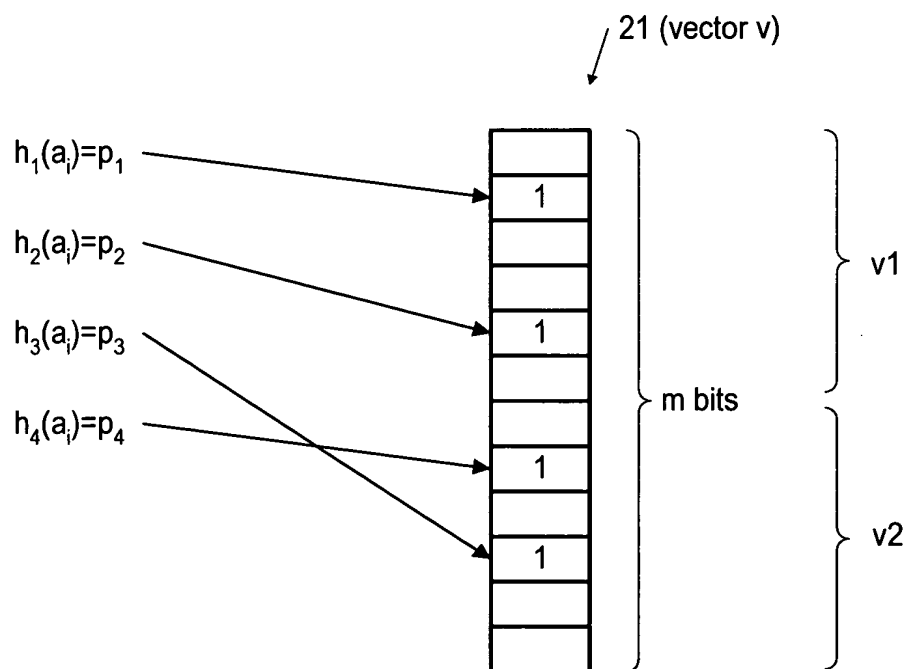 21 (vector v)
h₁(aᵢ)=p₁
1
h₂(aᵢ)=p₂
1
v1
h₃(aᵢ)=p₃
m bits
h₄(aᵢ)=p₄
1
v2
1